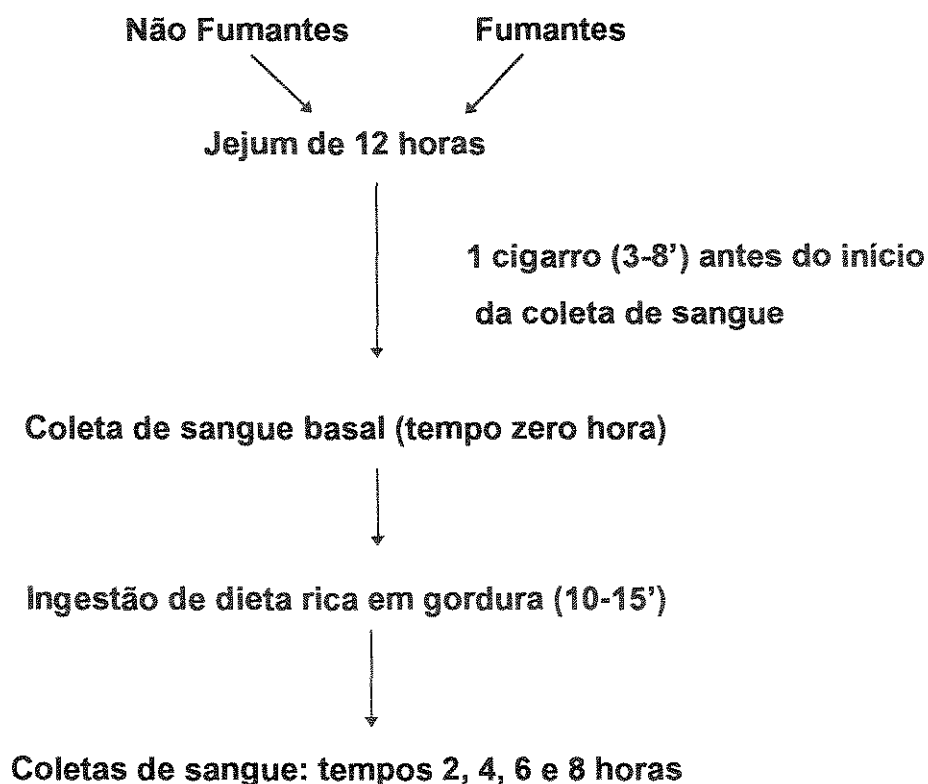 Não Fumantes Fumantes
Jejum de 12 horas
1 cigarro (3-8') antes do início
da coleta de sangue
Coleta de sangue basal (tempo zero hora)
Ingestão de dieta rica em gordura (10-15')
Coletas de sangue: tempos 2, 4, 6 e 8 horas